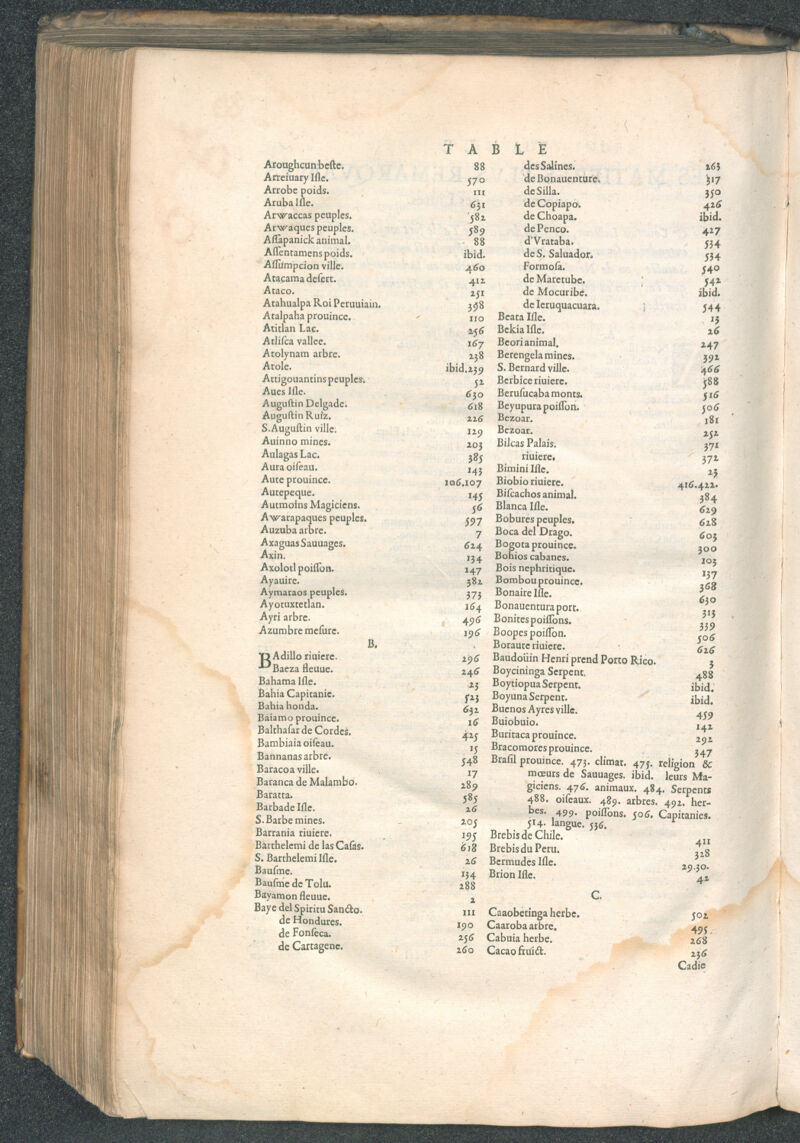 TABLE
Aroughcun beſte. 88
Arreſuary Iſle. 570
Arrobe poids. 111
Aruba Iſle. 631
Arwaccas peuples. 582
Arwaques peuples. 589
Aſſapanick animal. 88
Aſſentamens poids. ibid.
Aſſumpcion ville. 460
Atacama deſert. 412
Ataco. 251
Atahualpa Roi Peruuiain. 398
Atalpaha prouince. 110
Atitlan Lac. 256
Atliſca vallee. 167
Atolynam arbre. 238
Atole. ibid.239
Attigouantins peuples. 52
Aues Iſle. 630
Auguſtin Delgade. 618
Auguſtin Ruiz. 226
S. Auguſtin ville. 129
Auinno mines. 203
Aulagas Lac. 385
Aura oiſeau. 143
Aute prouince. 106.107
Autepeque. 145
Autmoins Magiciens. 56
Awarapaques peuples. 597
Auzuba arbre. 7
Axaguas Sauuages. 624
Axin. 134
Axolotl poiſſon. 147
Ayauire. 382
Aymaraos peuples. 373
Ayotuxtetlan. 164
Ayri arbre. 496
Azumbre meſure. 196
B.
BAdillo riuiere. 296
Baeza fleuue. 246
Bahama Iſle. 23
Bahia Capitanie. 523
Bahia honda. 632
Baiamo prouince. 16
Balthaſar de Cordes. 425
Bambiaia oiſeau. 15
Bannanas arbre. 548
Baracoa ville. 17
Baranca de Malambo. 289
Baratta. 585
Barbade Iſle. 26
S. Barbe mines. 205
Barrania riuiere. 195
Barthelemi de las Caſas. 618
S. Barthelemi Iſle. 26
Bauſme. 134
Bauſme de Tolu. 288
Bayamon fleuue. 2
Baye del Spiritu Sancto. 111
de Hondures. 190
de Fonſeca. 256
de Cartagene. 260
des Salines. 263
de Bonauenture. 317
de Silla. 350
de Copiapo. 426
de Choapa. ibid.
de Penco. 427
d'Vrataba. 534
de S. Saluador. 534
Formoſa. 540
de Maretube. 542
de Mocuribe. ibid.
de Ieruquacuara. 544
Beata Iſle. 13
Bekia Iſle. 26
Beori animal. 247
Berengela mines. 392
S. Bernard ville. 466
Berbice riuiere. 588
Beruſucaba monts. 516
Beyupura poiſſon. 506
Bezoar. 181
Bezoar. 252
Bilcas Palais. 371
riuiere. 372
Bimini Iſle. 23
Biobio riuiere. 416.422.
Biſcachos animal. 384
Blanca Iſle. 629
Bobures peuples. 628
Boca del Drago. 603
Bogota prouince. 300
Bohios cabanes. 103
Bois nephritique. 137
Bombou prouince. 368
Bonaire Iſle. 630
Bonauentura port. 313
Bonites poiſſons. 339
Boopes poiſſon. 506
Boraute riuiere. 626
Baudoüin Henri prend Porto Rico. 3
Boycininga Serpent. 488
Boytiopua Serpent. ibid.
Boyuna Serpent. ibid.
Buenos Ayres ville. 459
Buiobuio. 142
Buritaca prouince. 292
Bracomores prouince. 347
Braſil prouince. 473. climat. 475. religion &
mœurs de Sauuages. ibid. leurs Ma-
giciens. 476. animaux. 484. Serpents
488. oiſeaux. 489. arbres. 492. her-
bes. 499. poiſſons. 506. Capitanies.
514. langue. 536.
Brebis de Chile. 411
Brebis du Peru. 328
Bermudes Iſle. 29.30.
Brion Iſle. 42
C.
Caaobetinga herbe. 502
Caaroba arbre. 495
Cabuia herbe. 268
Cacao fruict. 236
Cadie